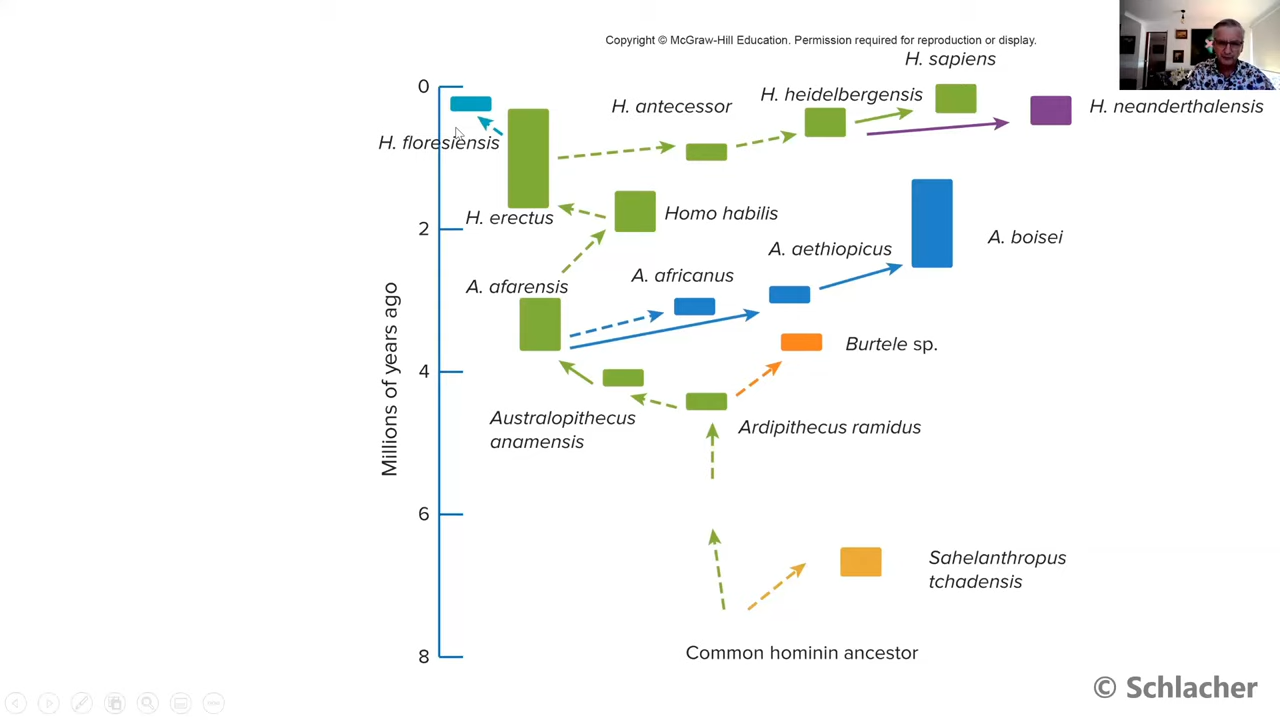 Copyright © McGraw-Hill Education. Permission required for reproduction or display.
H. sapiens
0
H. antecessor
H. heidelbergensis
H. neanderthalensis
H. floresiensis
H. erectus
Homo habilis
2
A. aethiopicus
A. boisei
A. afarensis
A. africanus
Burtele sp.
Millions of years ago
4
Australopithecus
anamensis
Ardipithecus ramidus
6
Sahelanthropus
tchadensis
Common hominin ancestor
8
© Schlacher